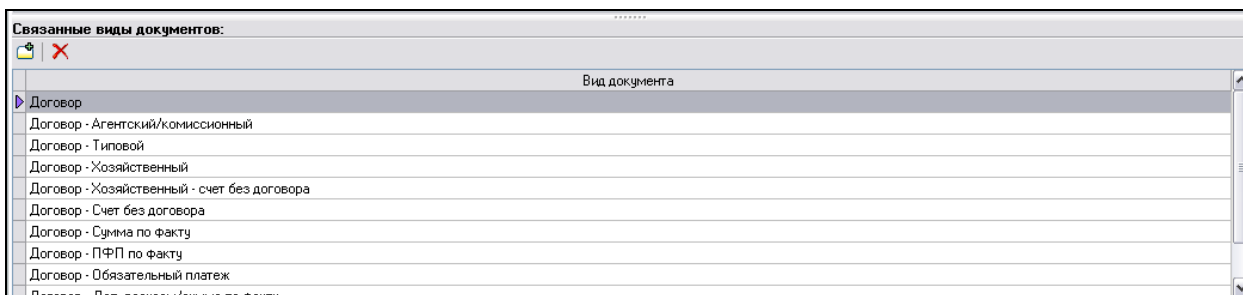 Связанные виды документов:
Вид документа
Договор
Договор - Агентский/комиссионный
Договор - Типовой
Договор - Хозяйственный
Договор - Хозяйственный - счет без договора
Договор - Счет без договора
Договор - Сумма по факту
Договор - ПФП по факту
Договор - Обязательный платеж